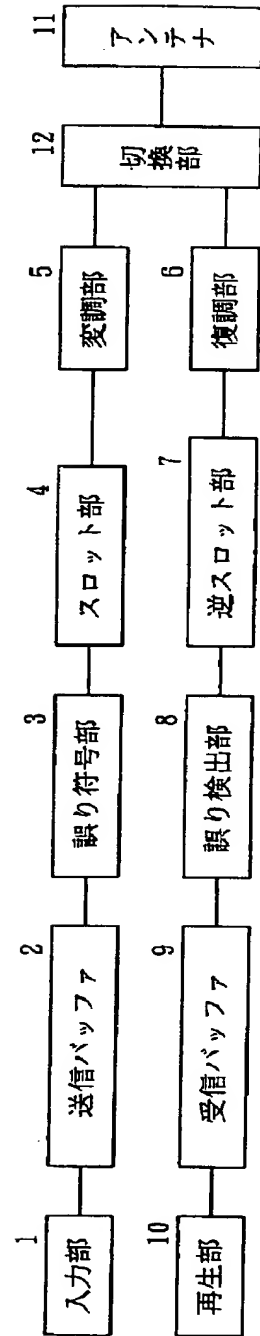 1
入力部
2
送信バッファ
3
誤り符号部
4
スロット部
5
変調部
12
切換部
11
アンテナ
10
再生部
9
受信バッファ
8
誤り検出部
7
逆スロット部
6
復調部